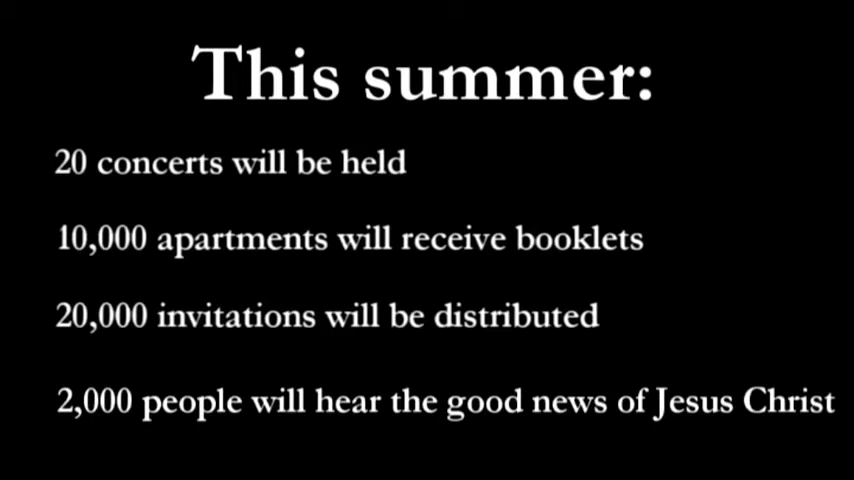 This summer:
20 concerts will be held
10,000 apartments will receive booklets
20,000 invitations will be distributed
2,000 people will hear the good news of Jesus Christ